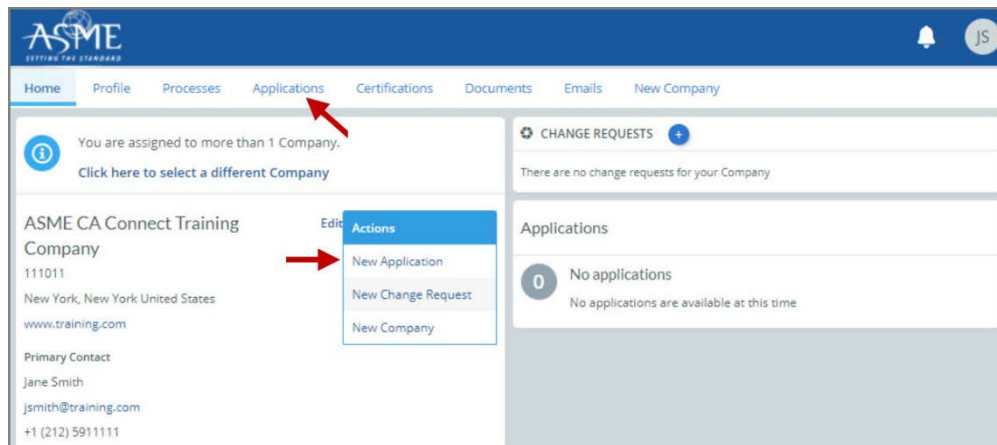 ASME
SETTING THE STANDARD
JS
Home Profile Processes Applications Certifications Documents Emails New Company
You are assigned to more than 1 Company.
Click here to select a different Company
ASME CA Connect Training
Company
111011
New York, New York United States
www.training.com
Primary Contact
Jane Smith
jsmith@training.com
+1 (212) 5911111
Edit
Actions
New Application
New Change Request
New Company
CHANGE REQUESTS +
There are no change requests for your Company
Applications
0
No applications
No applications are available at this time